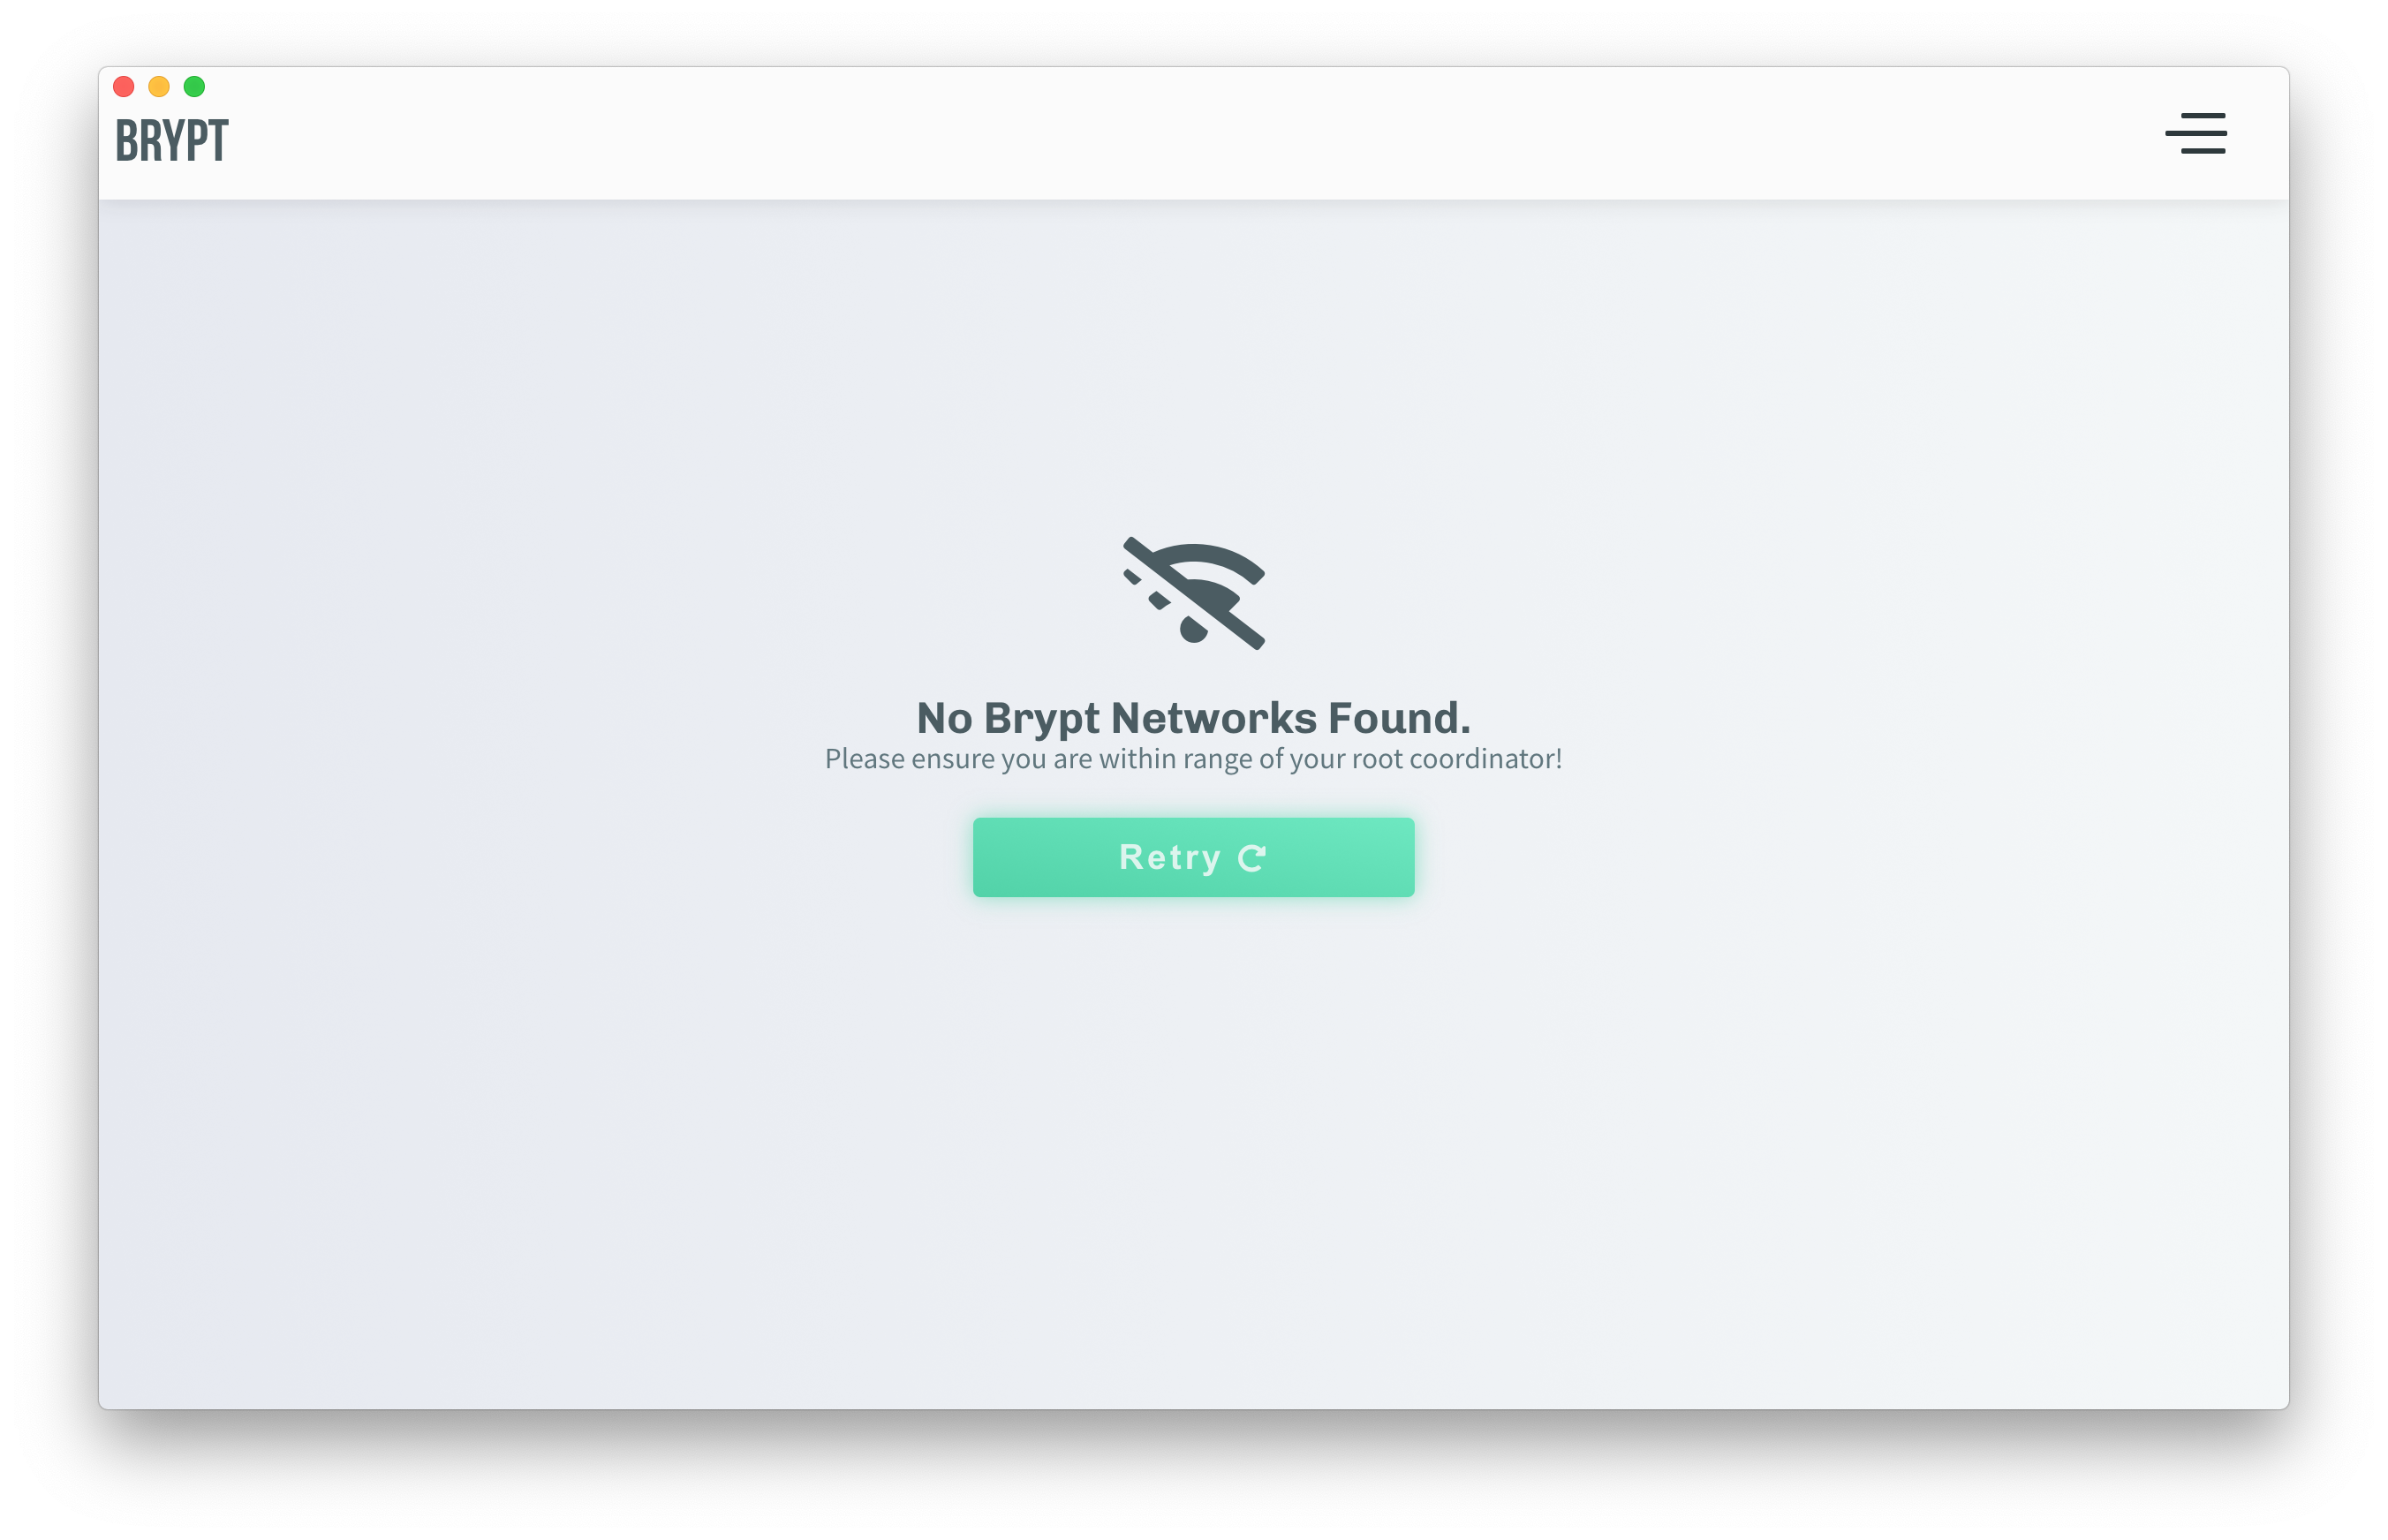 BRYPT
No Brypt Networks Found.
Please ensure you are within range of your root coordinator!
Retry